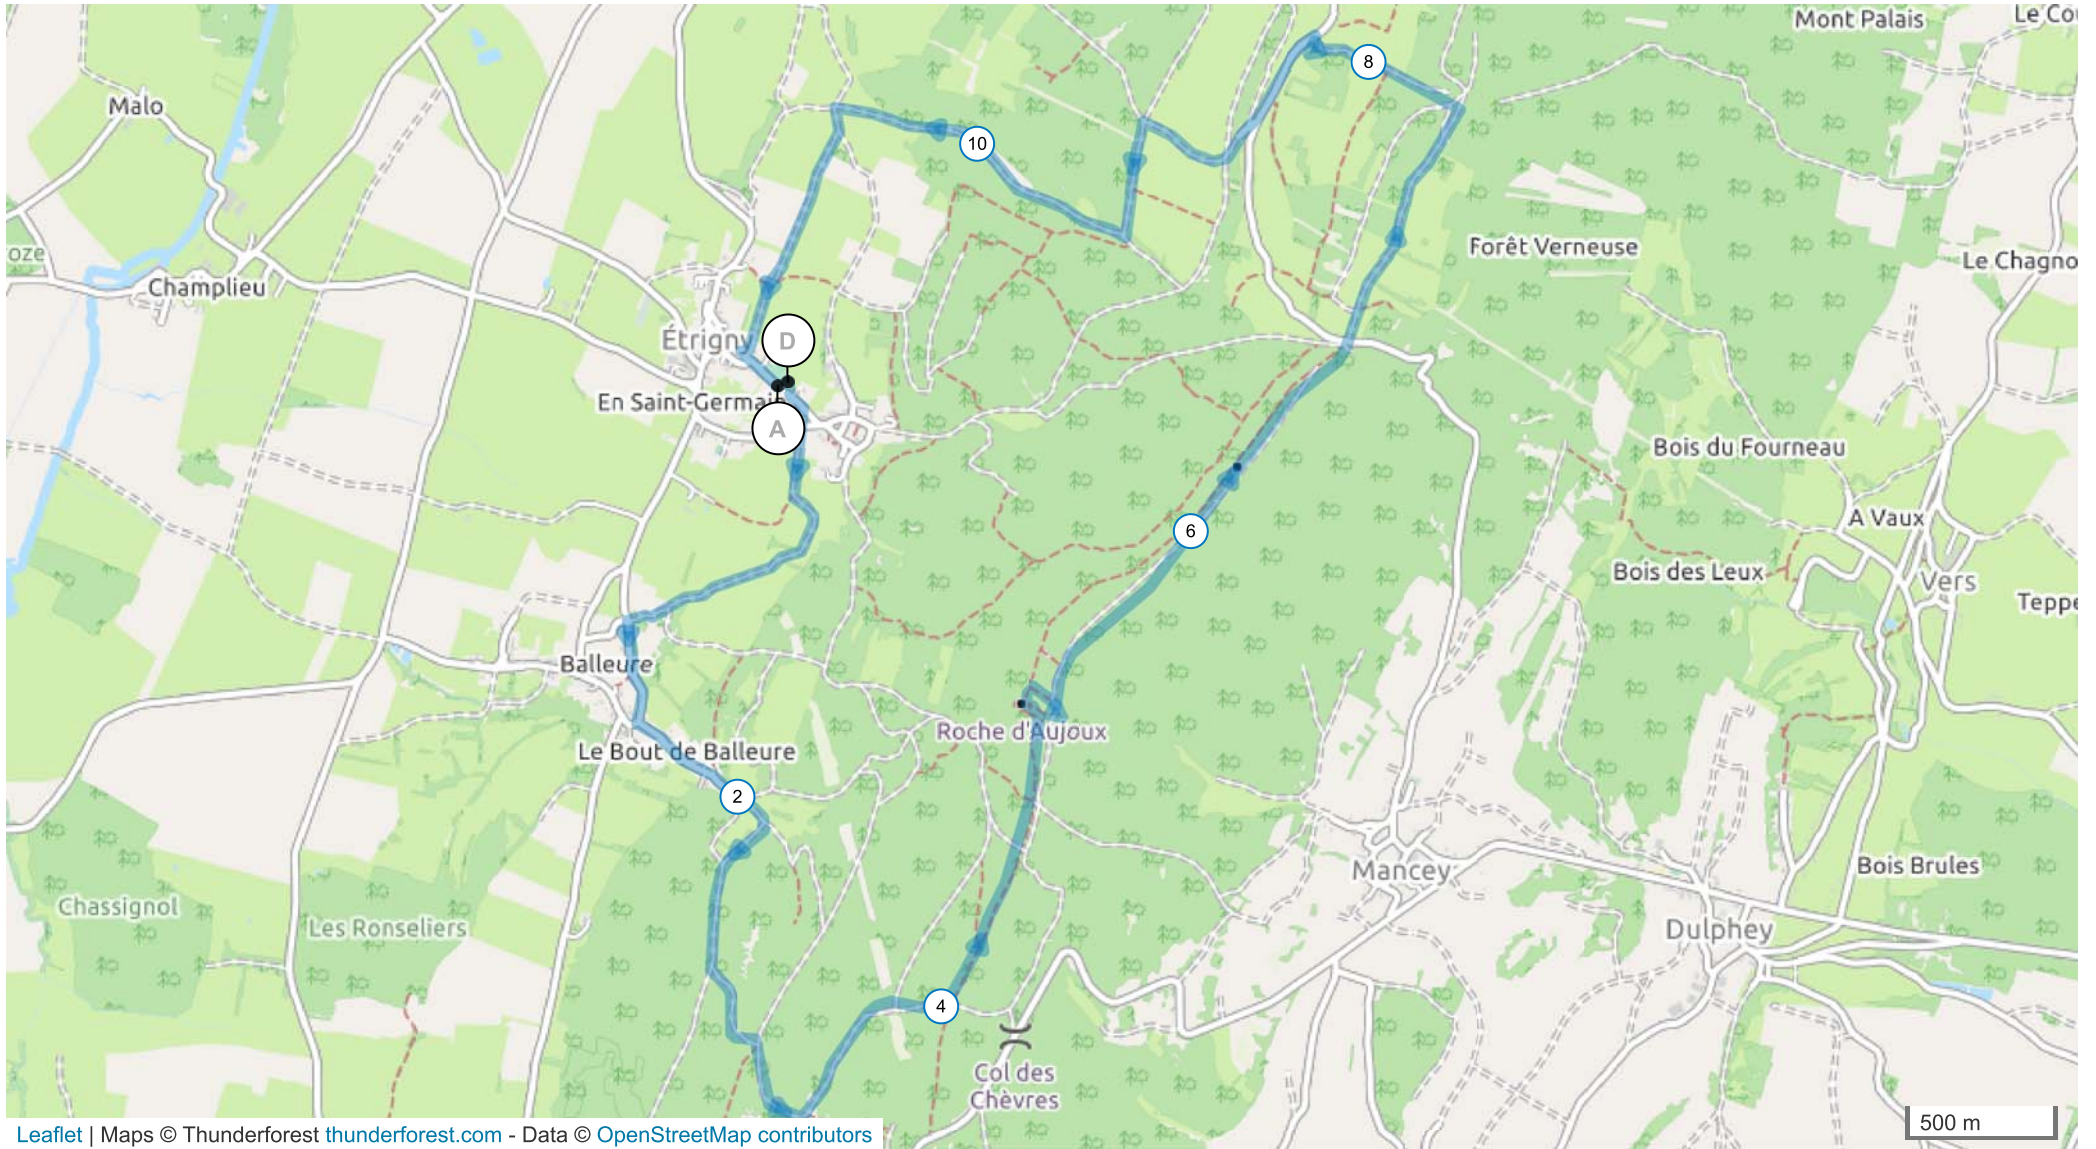 Mont Palais
Le Cou
Malo
8
10
oze
Champlieu
Forêt Verneuse
Le Chagno
Étrigny
D
En Saint-Germain
A
Bois du Fourneau
6
A Vaux
Bois des Leux
Vers
Teppe
Balleure
Roche d'Aujoux
Le Bout de Balleure
2
Mancey
Bois Brules
Chassignol
Les Ronseliers
Dulphey
4
Col des
Chèvres
500 m
Leaflet | Maps © Thunderforest thunderforest.com - Data © OpenStreetMap contributors